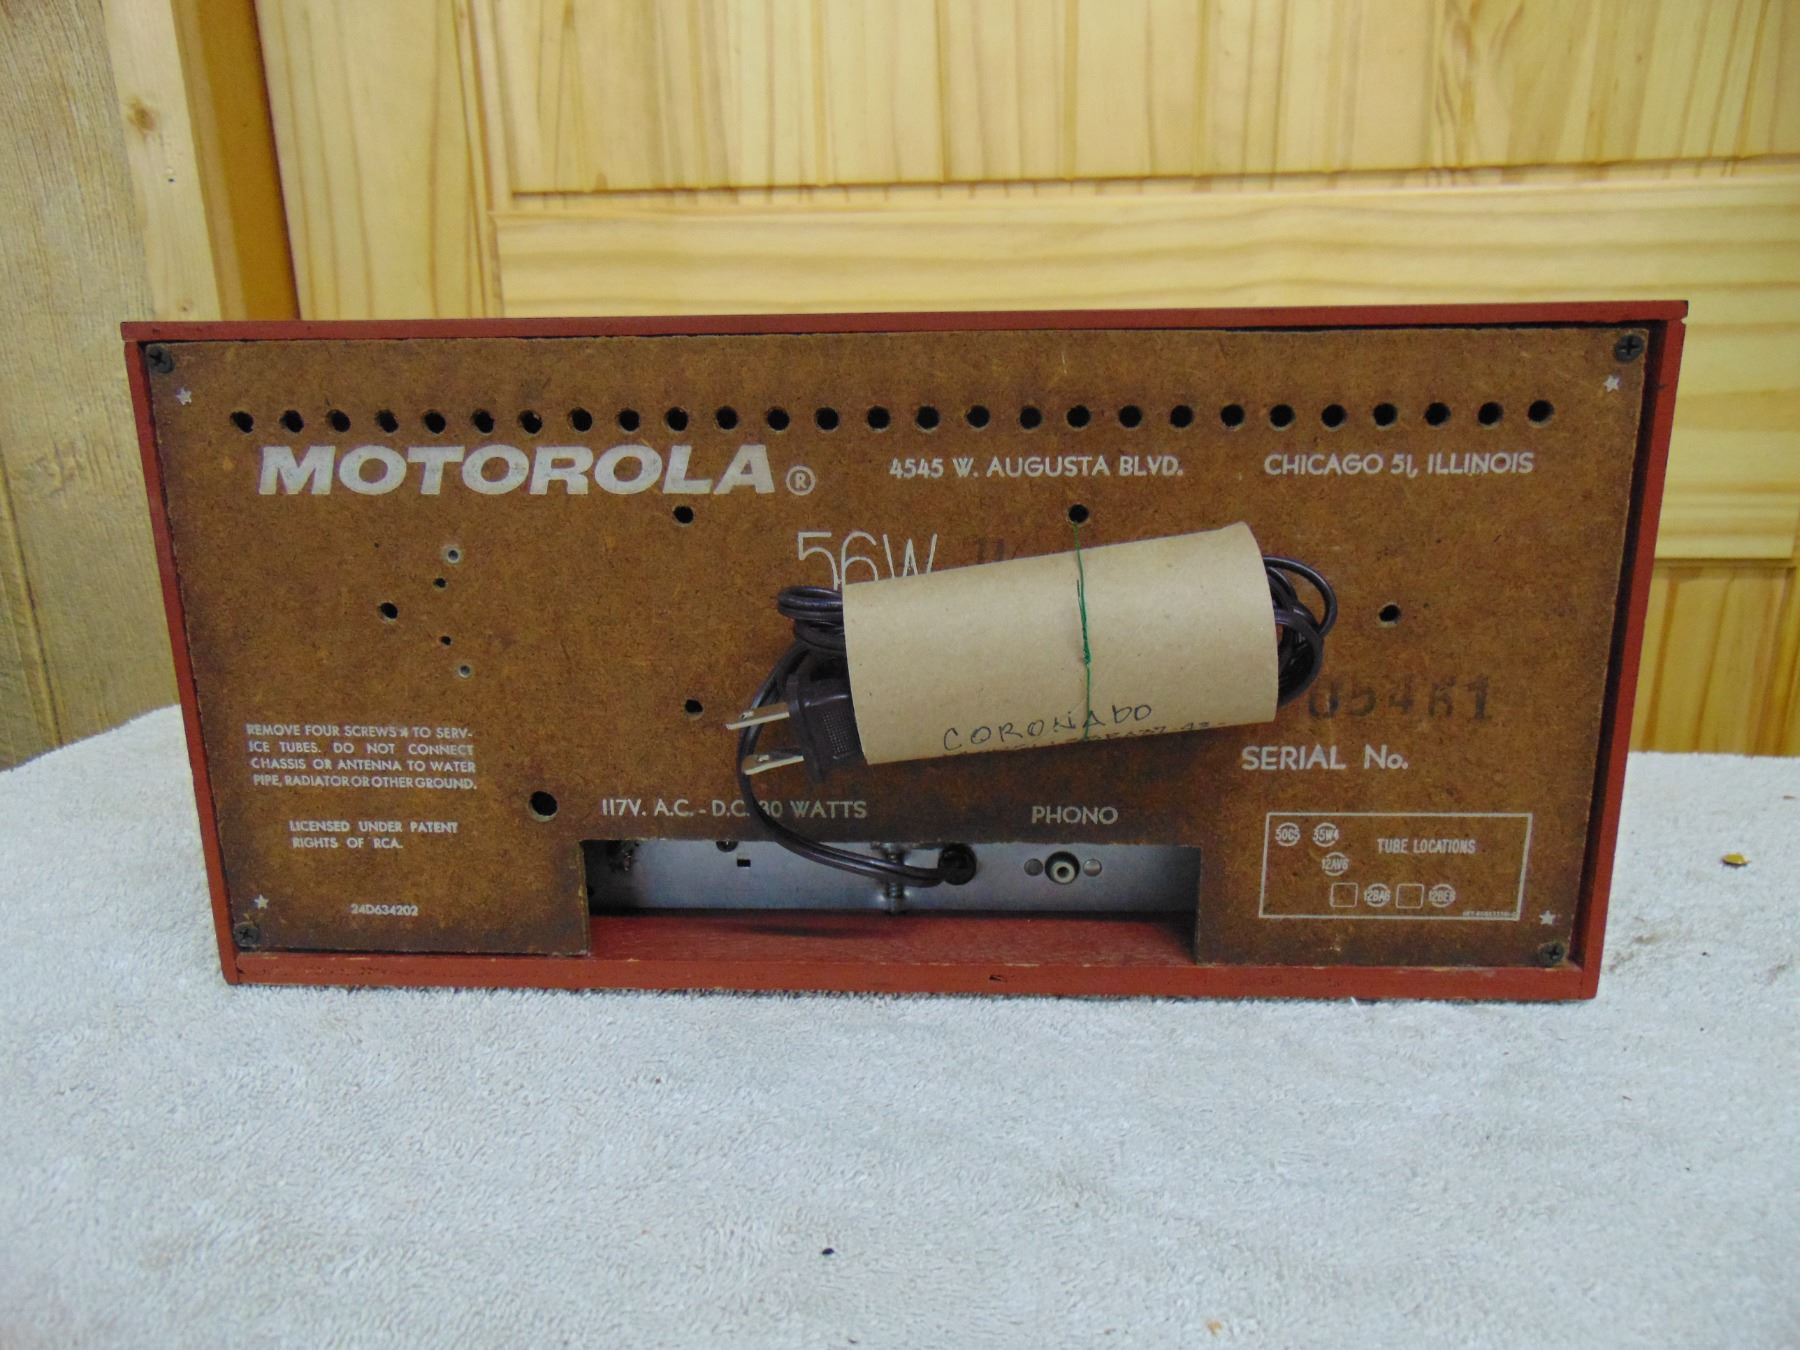 MOTOROLA®
4545 W. AUGUSTA BLVD.
CHICAGO 51, ILLINOIS
56W
CORONADO
REMOVE FOUR SCREWS ★ TO SERV-
ICE TUBES. DO NOT CONNECT
CHASSIS OR ANTENNA TO WATER
PIPE, RADIATOR OR OTHER GROUND.
LICENSED UNDER PATENT
RIGHTS OF RCA.
24D634202
117V. A.C. - D.C. 30 WATTS
PHONO
SERIAL No.
TUBE LOCATIONS
50C5 35W4
12AV6
12BA6 12BE6